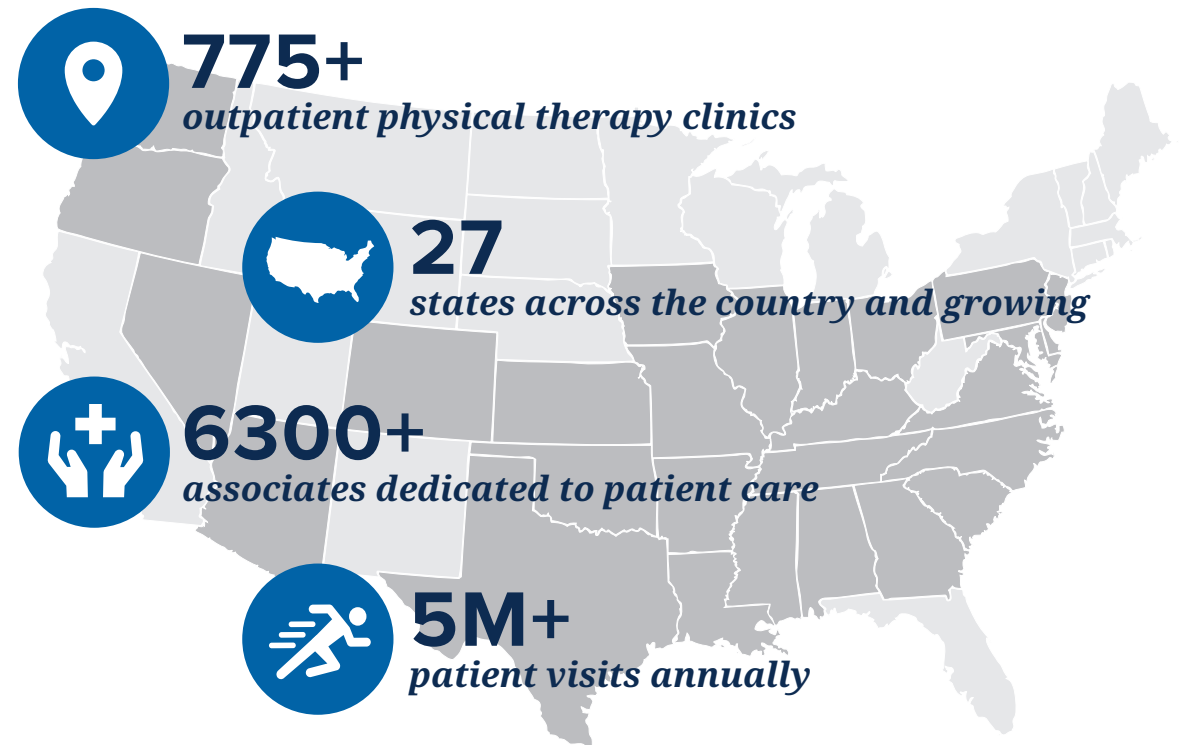 775+
outpatient physical therapy clinics
27
states across the country and growing
6300+
associates dedicated to patient care
5M+
patient visits annually